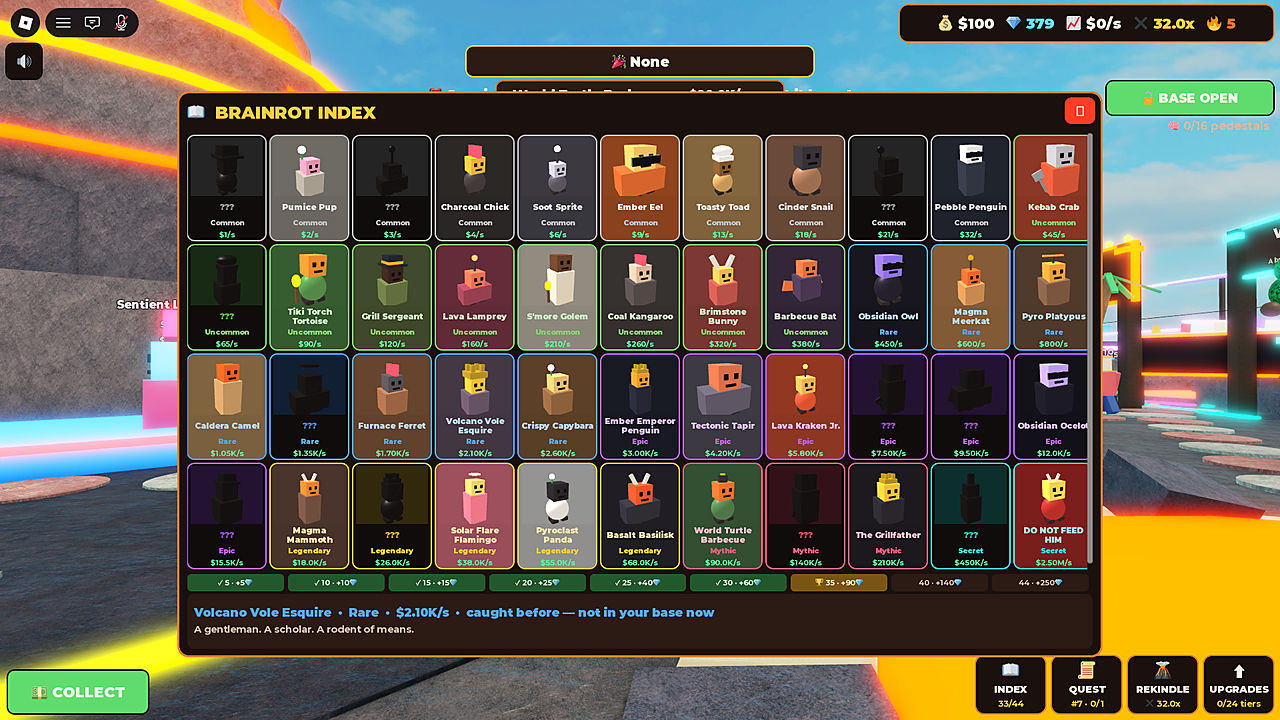 $100 379 $0/s 32.0x 5
None
BASE OPEN
0/16 pedestals
BRAINROT INDEX
??? Pumice Pup ??? Charcoal Chick Soot Sprite Ember Eel Toasty Toad Cinder Snail ??? Pebble Penguin Kebab Crab
Common Common Common Common Common Common Common Common Common Common Uncommon
$1/s $2/s $3/s $4/s $6/s $9/s $13/s $18/s $21/s $32/s $45/s
Sentient L
??? Tiki Torch Tortoise Grill Sergeant Lava Lamprey S'more Golem Coal Kangaroo Brimstone Bunny Barbecue Bat Obsidian Owl Magma Meerkat Pyro Platypus
Uncommon Uncommon Uncommon Uncommon Uncommon Uncommon Uncommon Uncommon Rare Rare Rare
$65/s $90/s $120/s $160/s $210/s $260/s $320/s $380/s $450/s $600/s $800/s
Caldera Camel ??? Furnace Ferret Volcano Vole Esquire Crispy Capybara Ember Emperor Penguin Tectonic Tapir Lava Kraken Jr. ??? ??? Obsidian Ocelot
Rare Rare Rare Rare Rare Epic Epic Epic Epic Epic Epic
$1.05K/s $1.35K/s $1.70K/s $2.10K/s $2.60K/s $3.00K/s $4.20K/s $5.80K/s $7.50K/s $9.50K/s $12.0K/s
??? Magma Mammoth ??? Solar Flare Flamingo Pyroclast Panda Basalt Basilisk World Turtle Barbecue ??? The Grillfather ??? DO NOT FEED HIM
Epic Legendary Legendary Legendary Legendary Legendary Mythic Mythic Mythic Secret Secret
$15.5K/s $18.0K/s $26.0K/s $38.0K/s $55.0K/s $68.0K/s $90.0K/s $140K/s $210K/s $450K/s $2.50M/s
✓ 5 · +5 ✓ 10 · +10 ✓ 15 · +15 ✓ 20 · +25 ✓ 25 · +40 ✓ 30 · +60 35 · +90 40 · +140 44 · +250
Volcano Vole Esquire • Rare • $2.10K/s • caught before — not in your base now
A gentleman. A scholar. A rodent of means.
COLLECT
INDEX QUEST REKINDLE UPGRADES
33/44 #7 · 0/1 32.0x 0/24 tiers